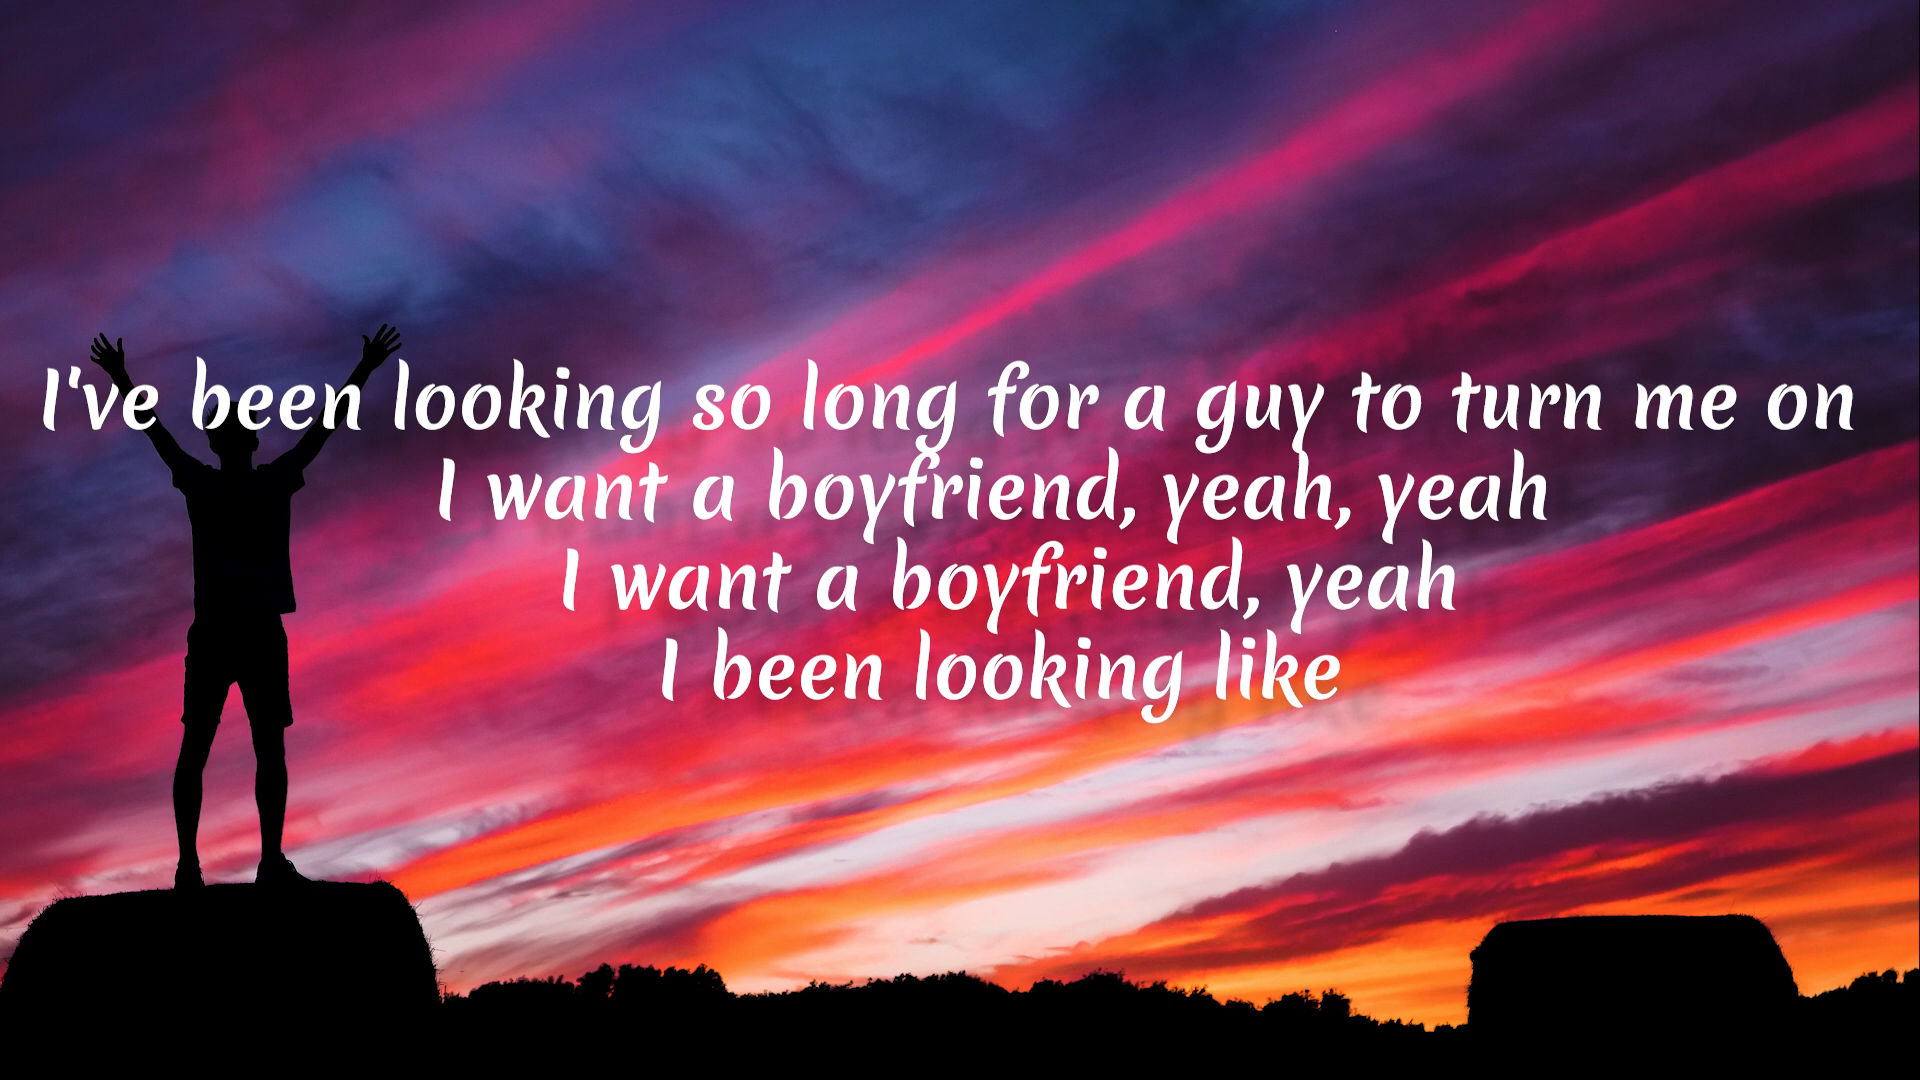 I've been looking so long for a guy to turn me on
I want a boyfriend, yeah, yeah
I want a boyfriend, yeah
I been looking like